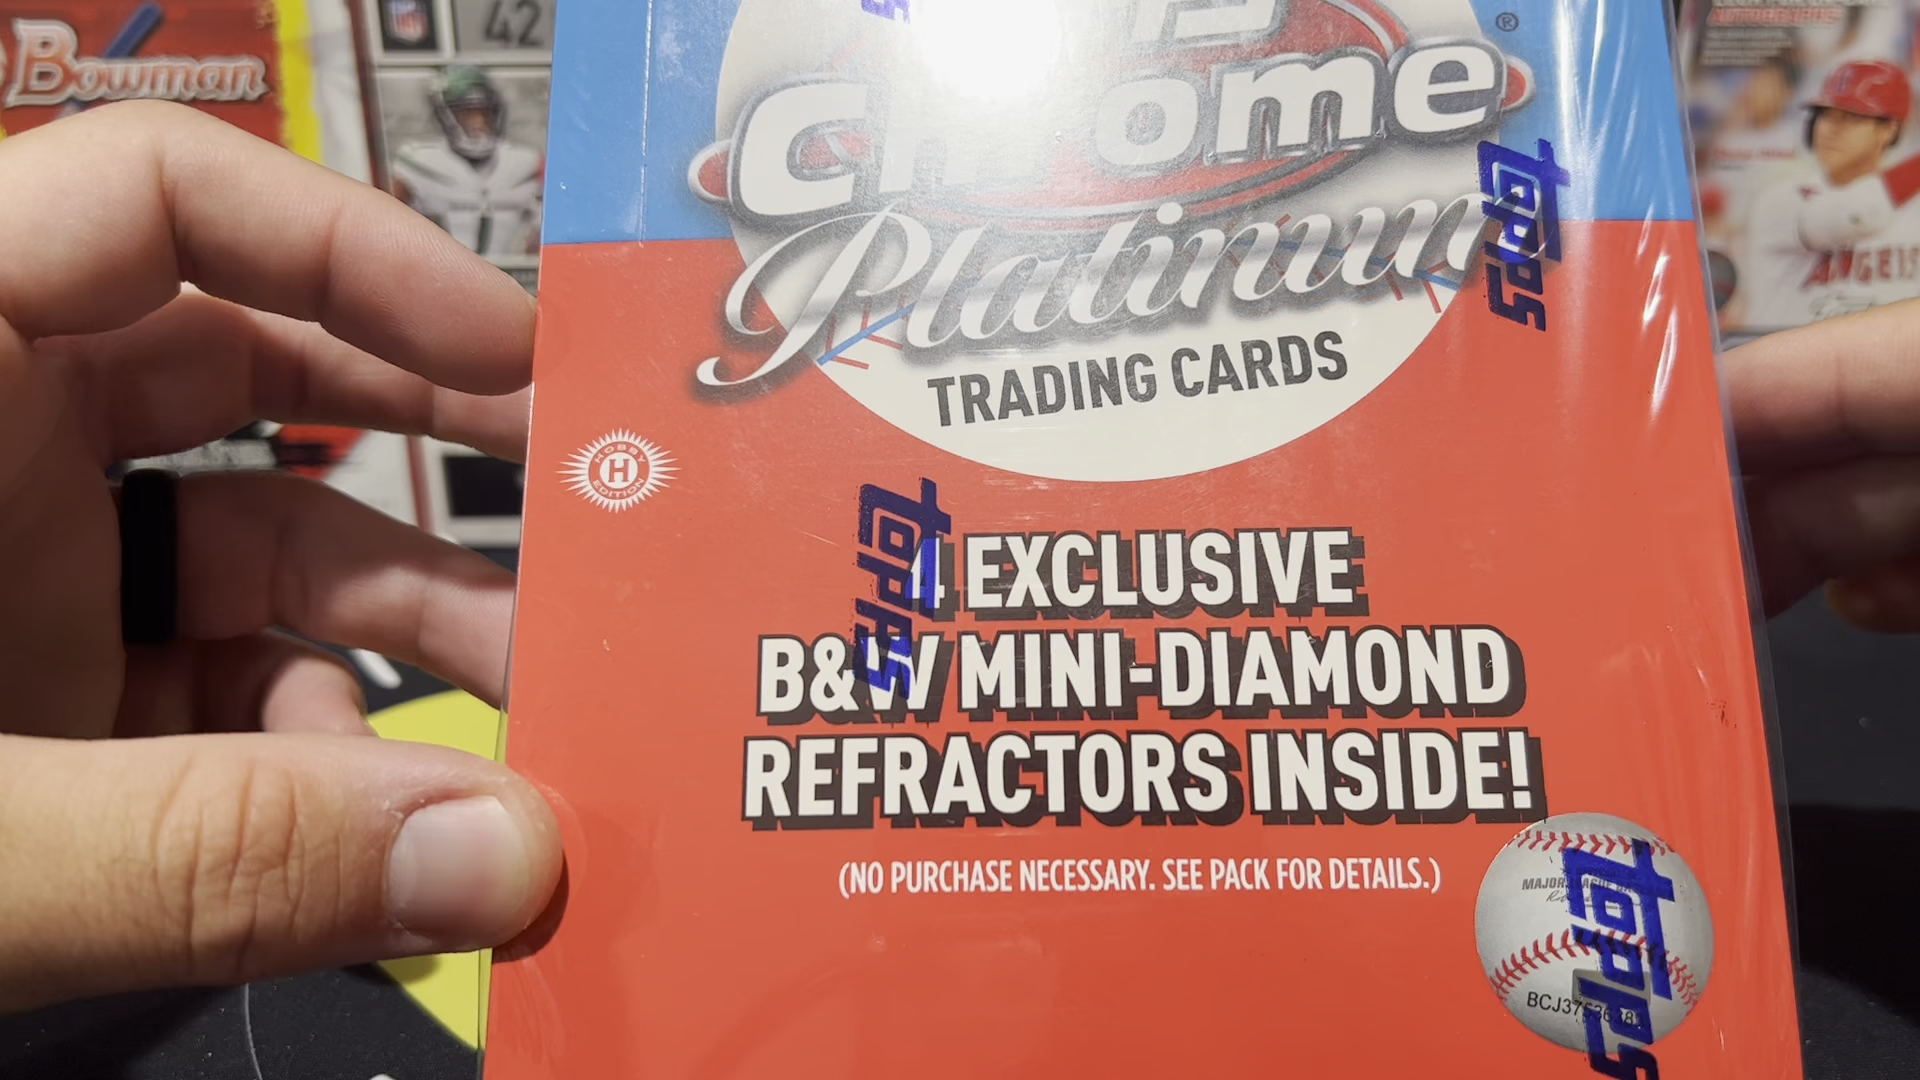 Bowman
42
chrome
®
Platinum
TRADING CARDS
HOBBY
H
EDITION
topps
topps
4 EXCLUSIVE
B&W MINI-DIAMOND
REFRACTORS INSIDE!
(NO PURCHASE NECESSARY. SEE PACK FOR DETAILS.)
topps
ANGELS